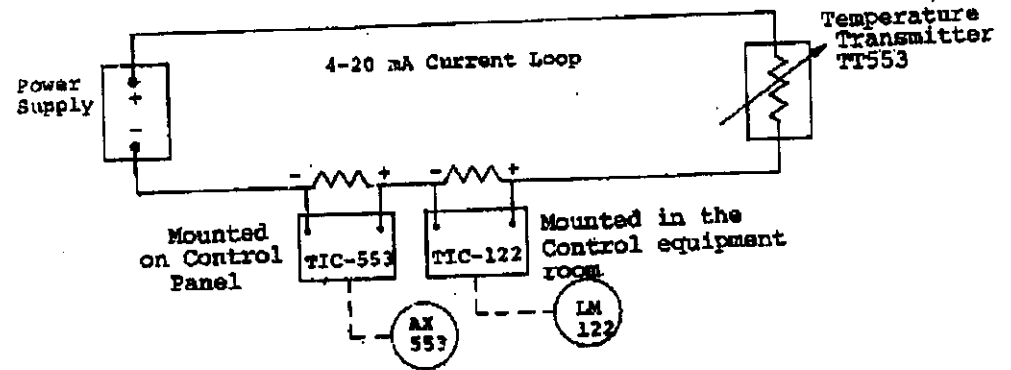 Temperature
Transmitter
TT553
4-20 mA Current Loop
Power
Supply
+
-
- +
- +
Mounted
on Control
Panel
TIC-553
TIC-122
Mounted in the
Control equipment
room
AX
553
LM
122